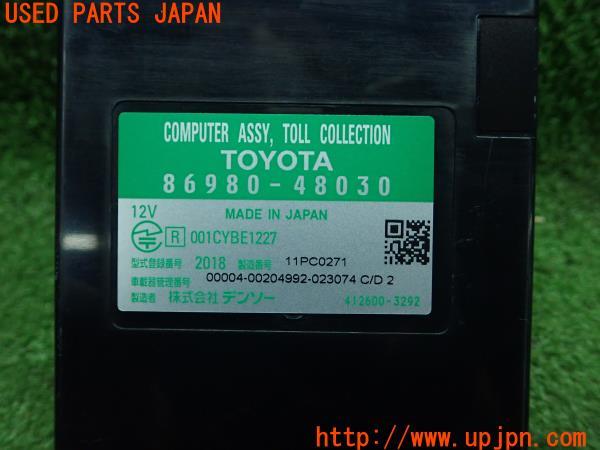 USED PARTS JAPAN
COMPUTER ASSY, TOLL COLLECTION
TOYOTA
86980-48030
12V
MADE IN JAPAN
R 001CYBE1227
型式登録番号 2018 製造番号 11PC0271
車載器管理番号 00004-00204992-023074 C/D 2
製造者 株式会社 デンソー 412600-3292
http://www.upjpn.com